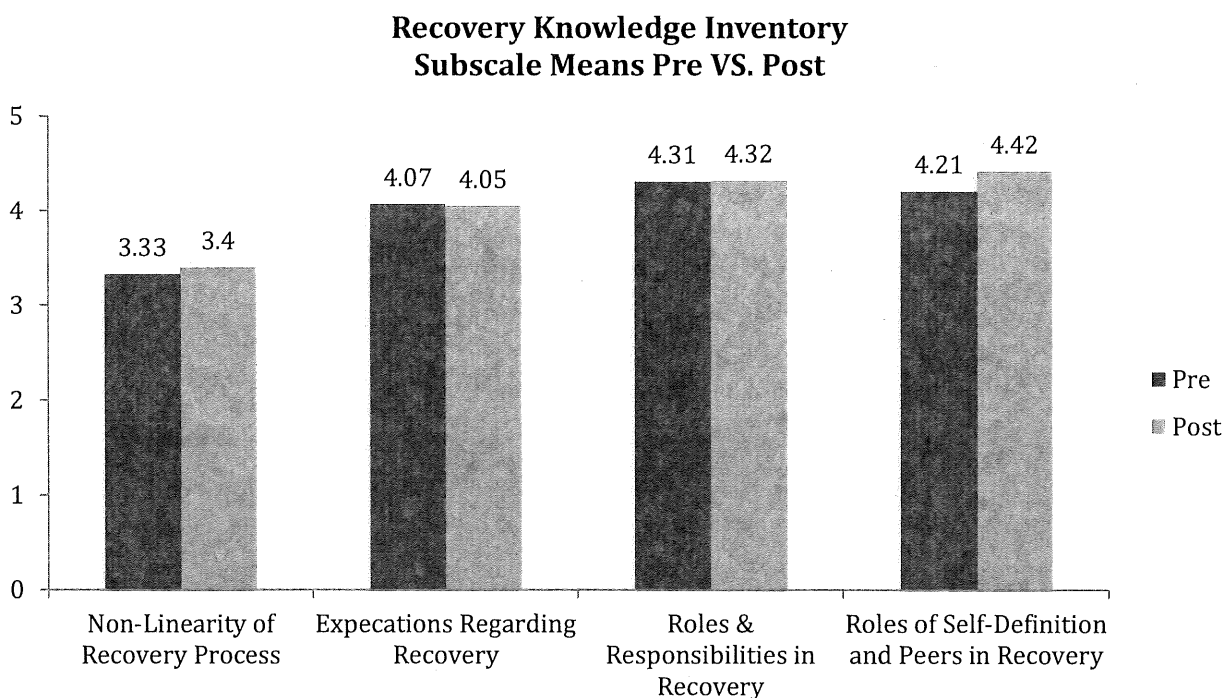 Recovery Knowledge Inventory
Subscale Means Pre VS. Post
5
4
3
2
1
0
3.33
3.4
4.07
4.05
4.31
4.32
4.21
4.42
Pre
Post
Non-Linearity of
Recovery Process
Expecations Regarding
Recovery
Roles &
Responsibilities in
Recovery
Roles of Self-Definition
and Peers in Recovery